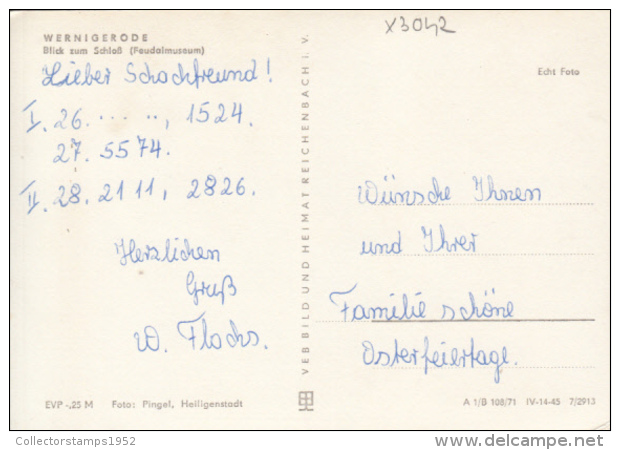 WERNIGERODE
Blick zum Schloß (Feudalmuseum)
x3042
Echt Foto
Lieber Schachfreund!
I. 26. ... .., 1524.
27. 5574.
II. 28. 2111, 2826.
Herzlichen
Gruß
W. Flachs.
VEB BILD UND HEIMAT REICHENBACH i. V.
Wünsche Ihnen
und Ihrer
Familie schöne
Osterfeiertage.
EVP -,25 M Foto: Pingel, Heiligenstadt
A 1/B 108/71 IV-14-45 7/2913
Collectorstamps1952
www.delcampe.net